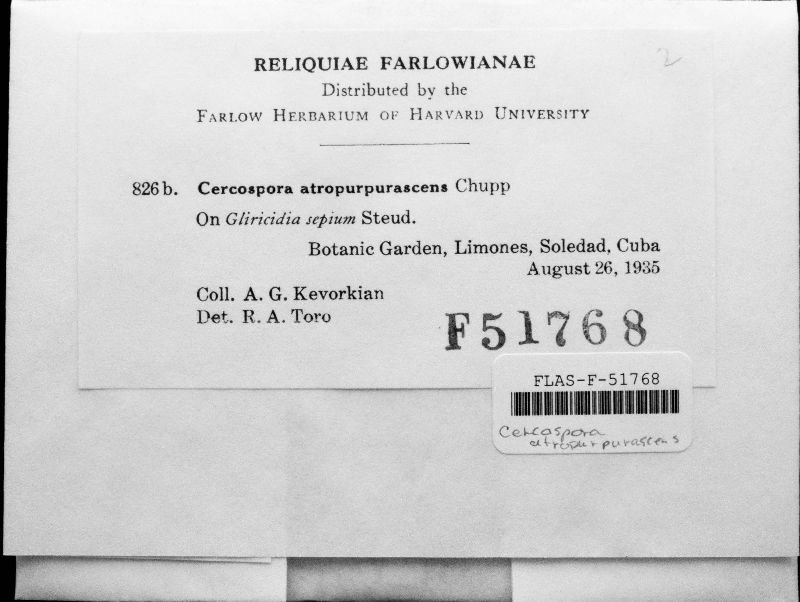 RELIQUIAE FARLOWIANAE
2
Distributed by the
FARLOW HERBARIUM OF HARVARD UNIVERSITY
826 b. Cercospora atropurpurascens Chupp
On Gliricidia sepium Steud.
Botanic Garden, Limones, Soledad, Cuba
August 26, 1935
Coll. A. G. Kevorkian
Det. R. A. Toro
F51768
FLAS-F-51768
Cercospora
atropurpurascens